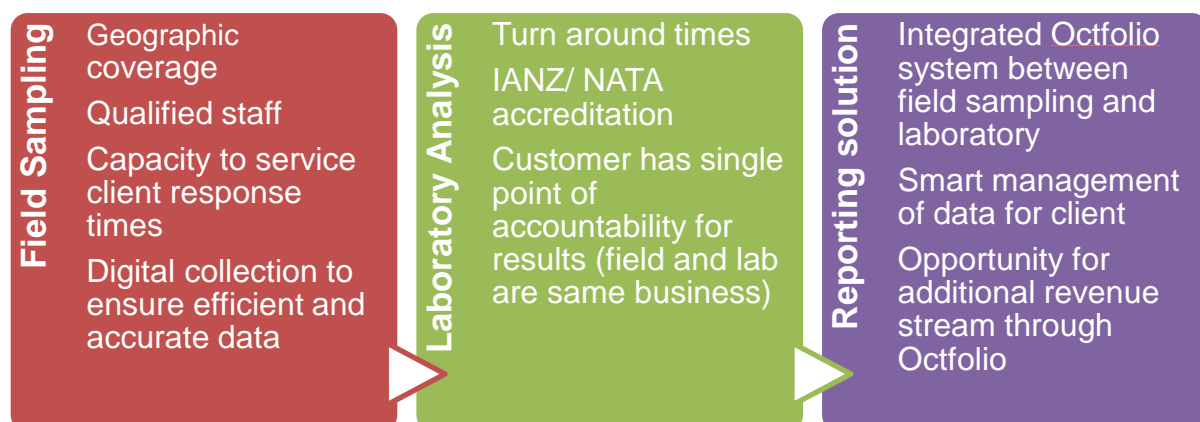 Field Sampling
Geographic
coverage
Qualified staff
Capacity to service
client response
times
Digital collection to
ensure efficient and
accurate data
Laboratory Analysis
Turn around times
IANZ/ NATA
accreditation
Customer has single
point of
accountability for
results (field and lab
are same business)
Reporting solution
Integrated Octfolio
system between
field sampling and
laboratory
Smart management
of data for client
Opportunity for
additional revenue
stream through
Octfolio